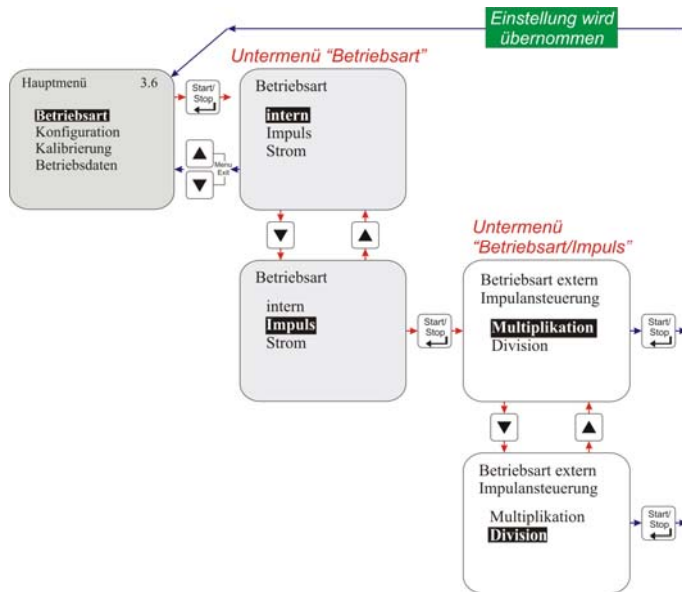 Einstellung wird
übernommen
Untermenü "Betriebsart"
Hauptmenü 3.6
Betriebsart
Konfiguration
Kalibrierung
Betriebsdaten
Start/
Stop
Menu
Exit
Betriebsart
intern
Impuls
Strom
Betriebsart
intern
Impuls
Strom
Start/
Stop
Untermenü
"Betriebsart/Impuls"
Betriebsart extern
Impulansteuerung
Multiplikation
Division
Start/
Stop
Betriebsart extern
Impulansteuerung
Multiplikation
Division
Start/
Stop